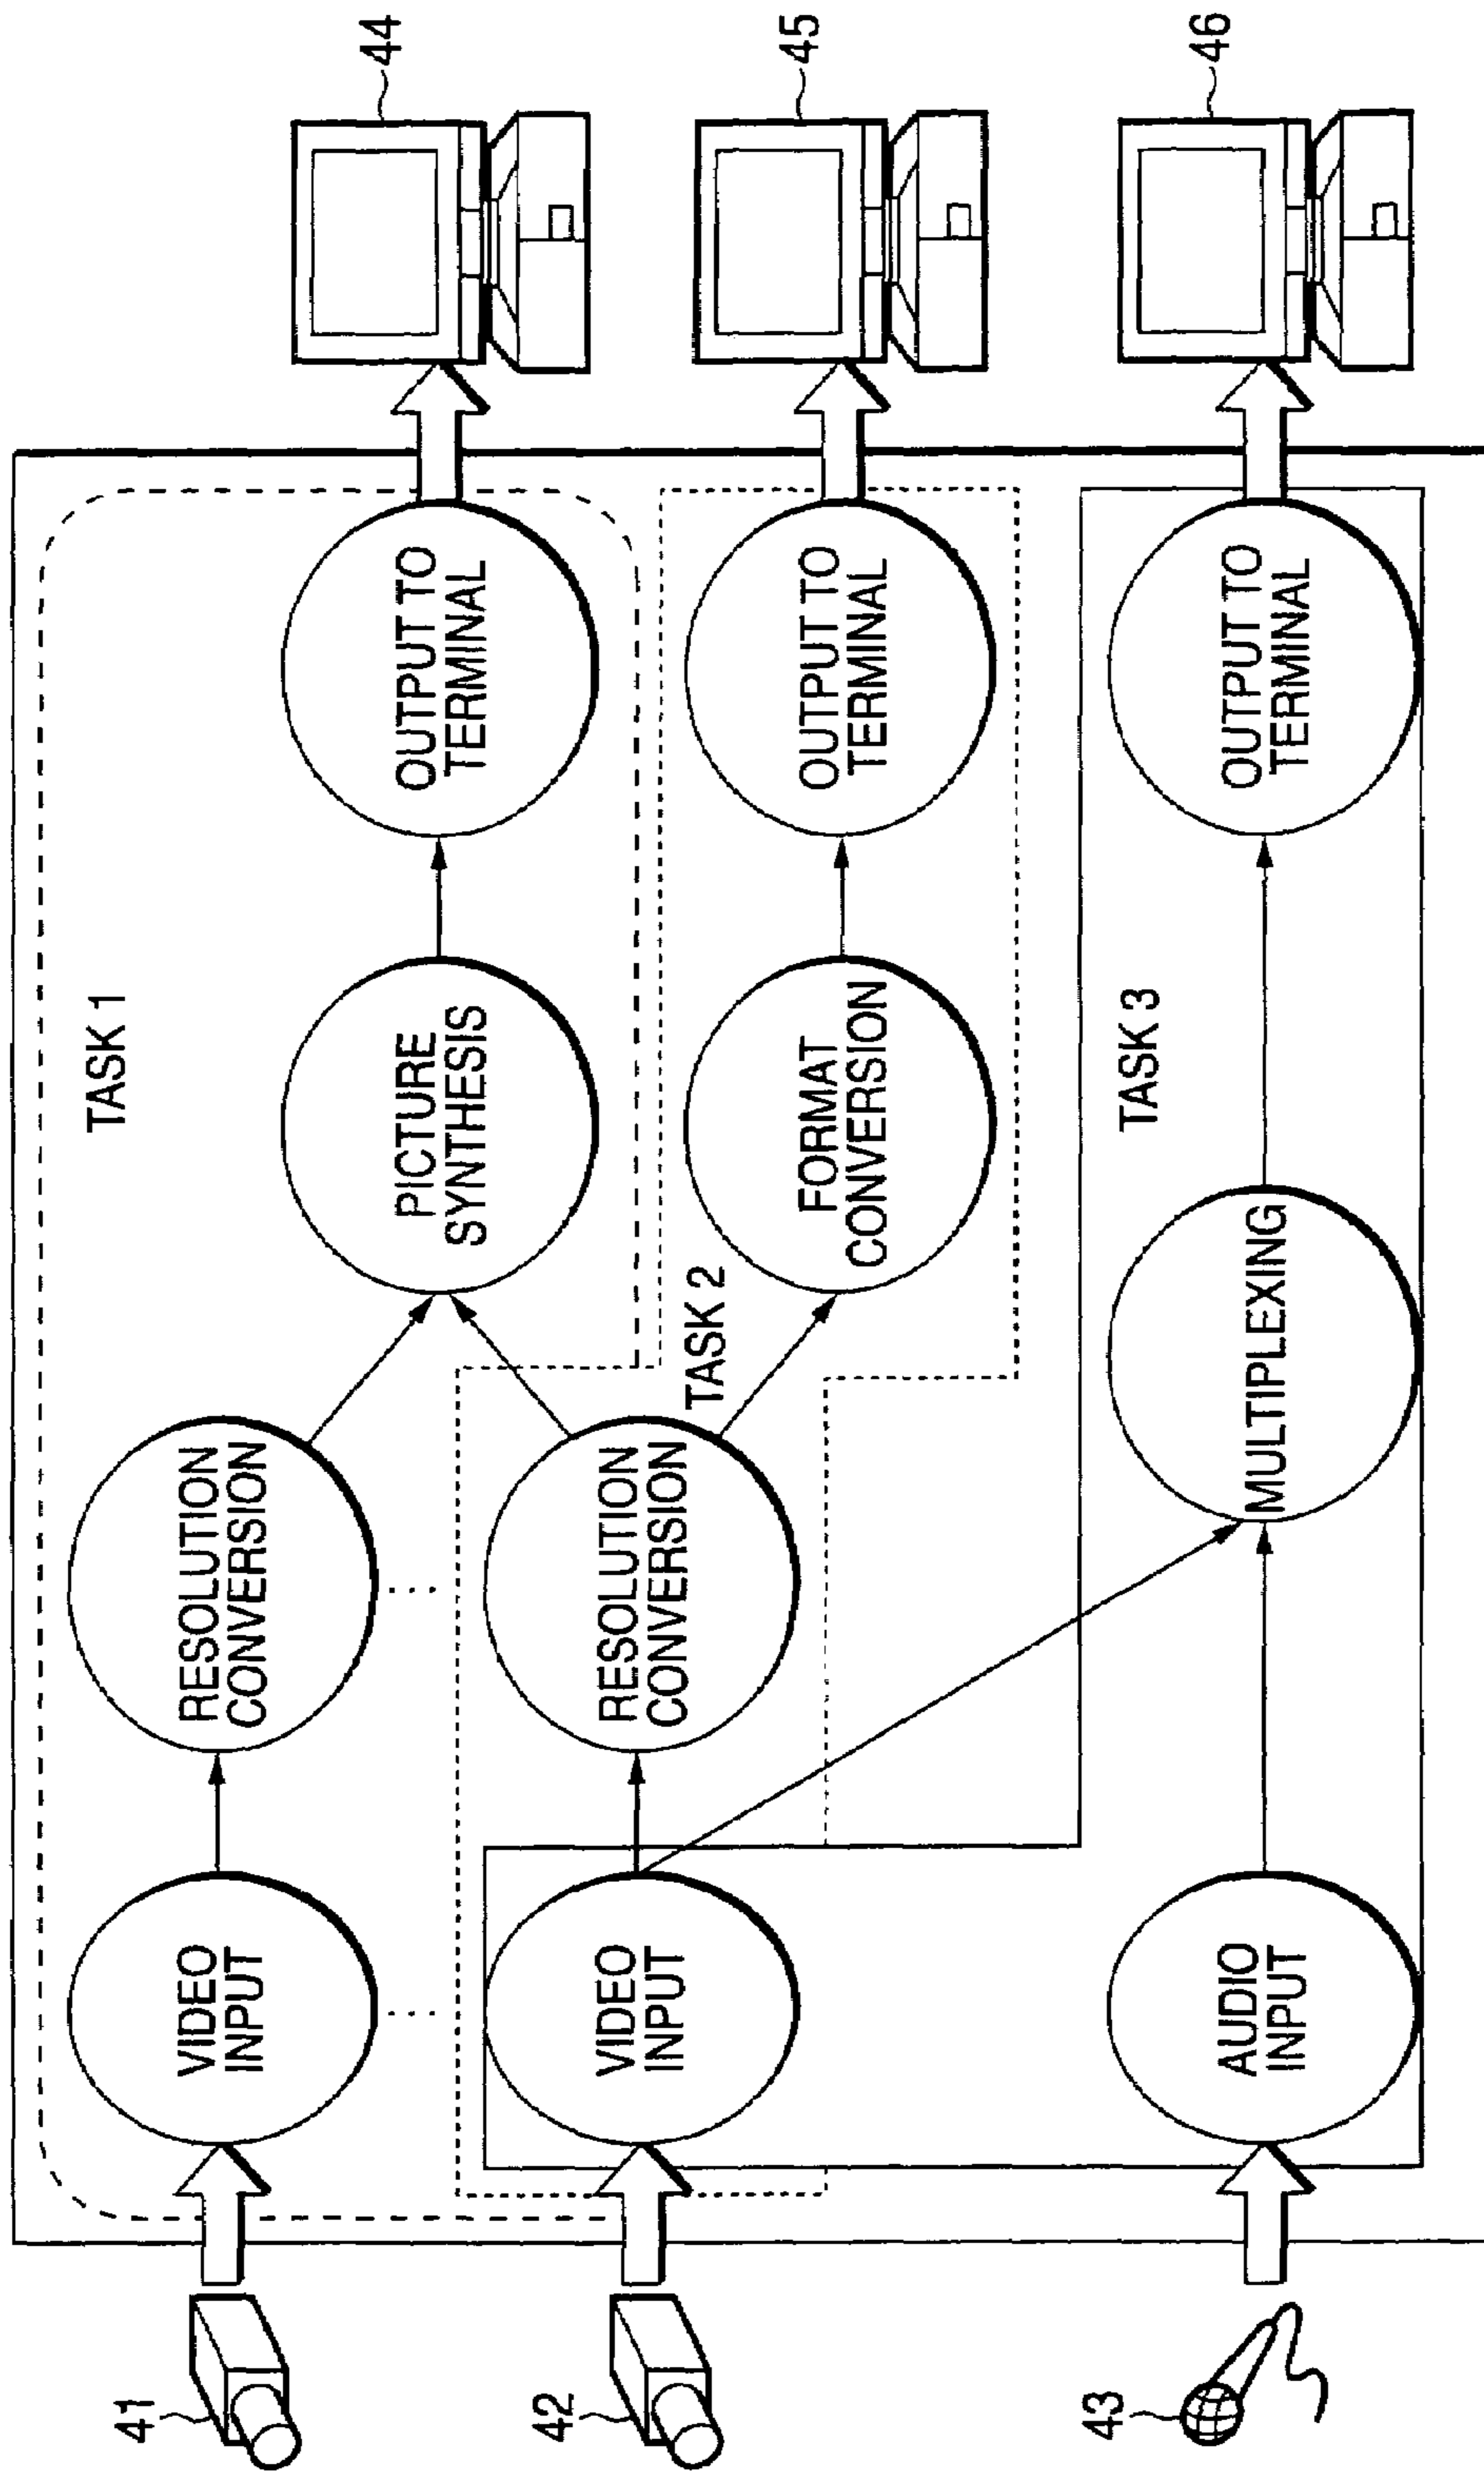 TASK 1
41
VIDEO
INPUT
RESOLUTION
CONVERSION
PICTURE
SYNTHESIS
OUTPUT TO
TERMINAL
44
42
VIDEO
INPUT
RESOLUTION
CONVERSION
TASK 2
FORMAT
CONVERSION
OUTPUT TO
TERMINAL
45
TASK 3
43
AUDIO
INPUT
MULTIPLEXING
OUTPUT TO
TERMINAL
46